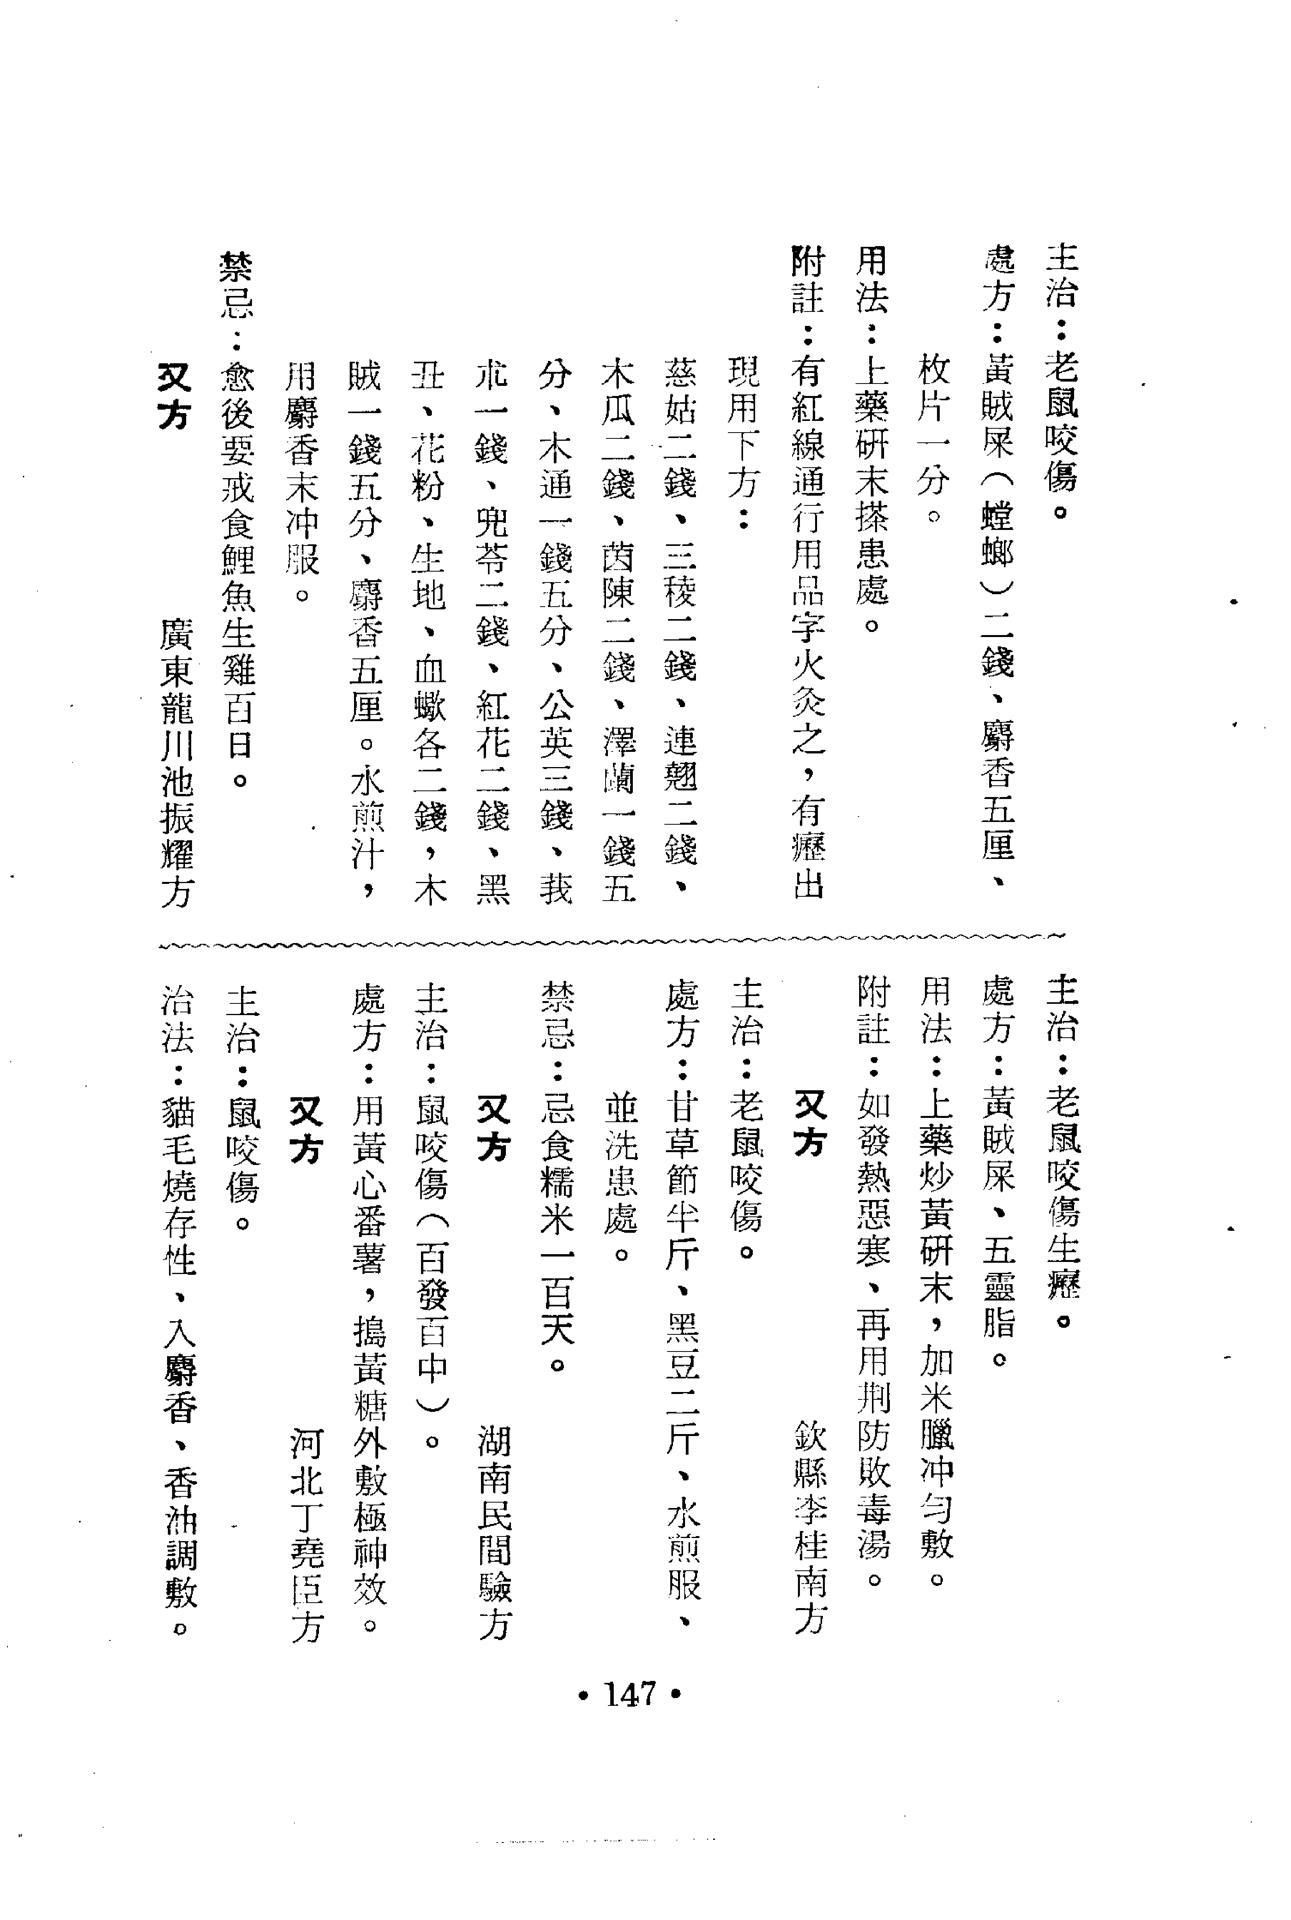 主治：老鼠咬傷。
處方：黃賊屎（螳螂）二錢、麝香五厘、
枚片一分。
用法：上藥研末搽患處。
附註：有紅線通行用品字火灸之，有癧出
現用下方：
慈姑二錢、三稜二錢、連翹二錢、
木瓜二錢、茵陳二錢、澤蘭一錢五
分、木通一錢五分、公英三錢、莪
朮一錢、兜苓二錢、紅花二錢、黑
丑、花粉、生地、血蠍各二錢，木
賊一錢五分、麝香五厘。水煎汁，
用麝香末冲服。
禁忌：愈後要戒食鯉魚生雞百日。
又方　廣東龍川池振耀方
主治：老鼠咬傷生癧。
處方：黃賊屎、五靈脂。
用法：上藥炒黃研末，加米臘冲勻敷。
附註：如發熱惡寒、再用荆防敗毒湯。
又方　欽縣李桂南方
主治：老鼠咬傷。
處方：甘草節半斤、黑豆二斤、水煎服、
並洗患處。
禁忌：忌食糯米一百天。
又方　湖南民間驗方
主治：鼠咬傷（百發百中）。
處方：用黃心番薯，搗黃糖外敷極神效。
又方　河北丁堯臣方
主治：鼠咬傷。
治法：貓毛燒存性、入麝香、香油調敷。
• 147 •